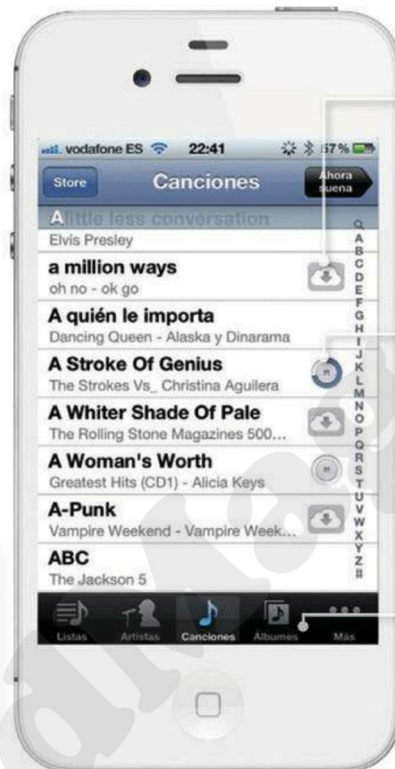 vodafone ES 22:41 57 %
Store Canciones Ahora
suena
A little less conversation
Elvis Presley
a million ways
oh no - ok go
A quién le importa
Dancing Queen - Alaska y Dinarama
A Stroke Of Genius
The Strokes Vs_ Christina Aguilera
A Whiter Shade Of Pale
The Rolling Stone Magazines 500...
A Woman's Worth
Greatest Hits (CD1) - Alicia Keys
A-Punk
Vampire Weekend - Vampire Week...
ABC
The Jackson 5
A
B
C
D
E
F
G
H
I
J
K
L
M
N
O
P
Q
R
S
T
U
V
W
X
Y
Z
#
Listas Artistas Canciones Álbumes Más